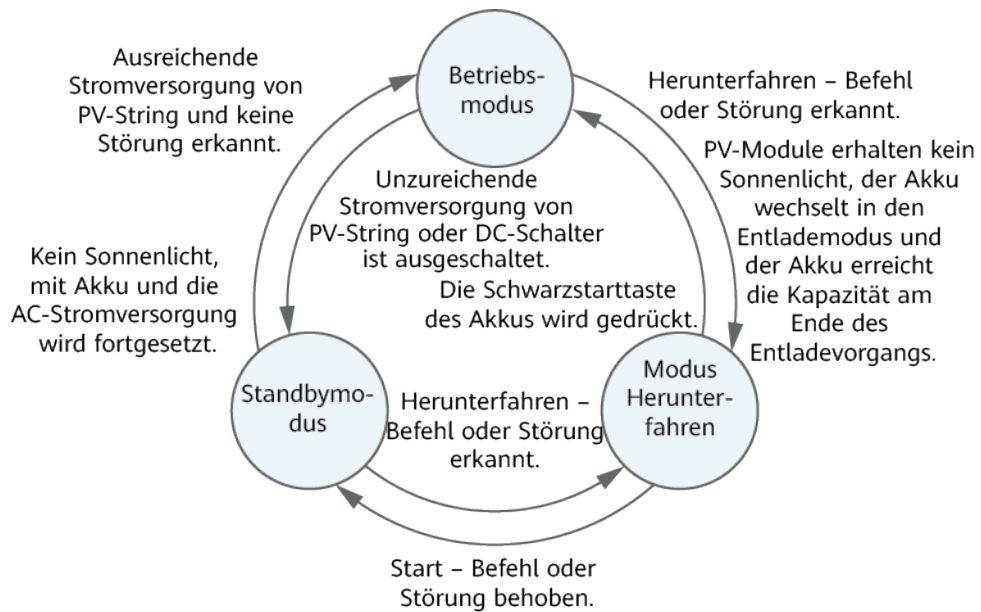 Ausreichende
Stromversorgung von
PV-String und keine
Störung erkannt.
Betriebs-
modus
Herunterfahren – Befehl
oder Störung erkannt.
PV-Module erhalten kein
Sonnenlicht, der Akku
wechselt in den
Entlademodus und
der Akku erreicht
die Kapazität am
Ende des
Entladevorgangs.
Unzureichende
Stromversorgung von
PV-String oder DC-Schalter
ist ausgeschaltet.
Kein Sonnenlicht,
mit Akku und die
AC-Stromversorgung
wird fortgesetzt.
Die Schwarzstarttaste
des Akkus wird gedrückt.
Standbymo-
dus
Herunterfahren –
Befehl oder Störung
erkannt.
Modus
Herunter-
fahren
Start – Befehl oder
Störung behoben.